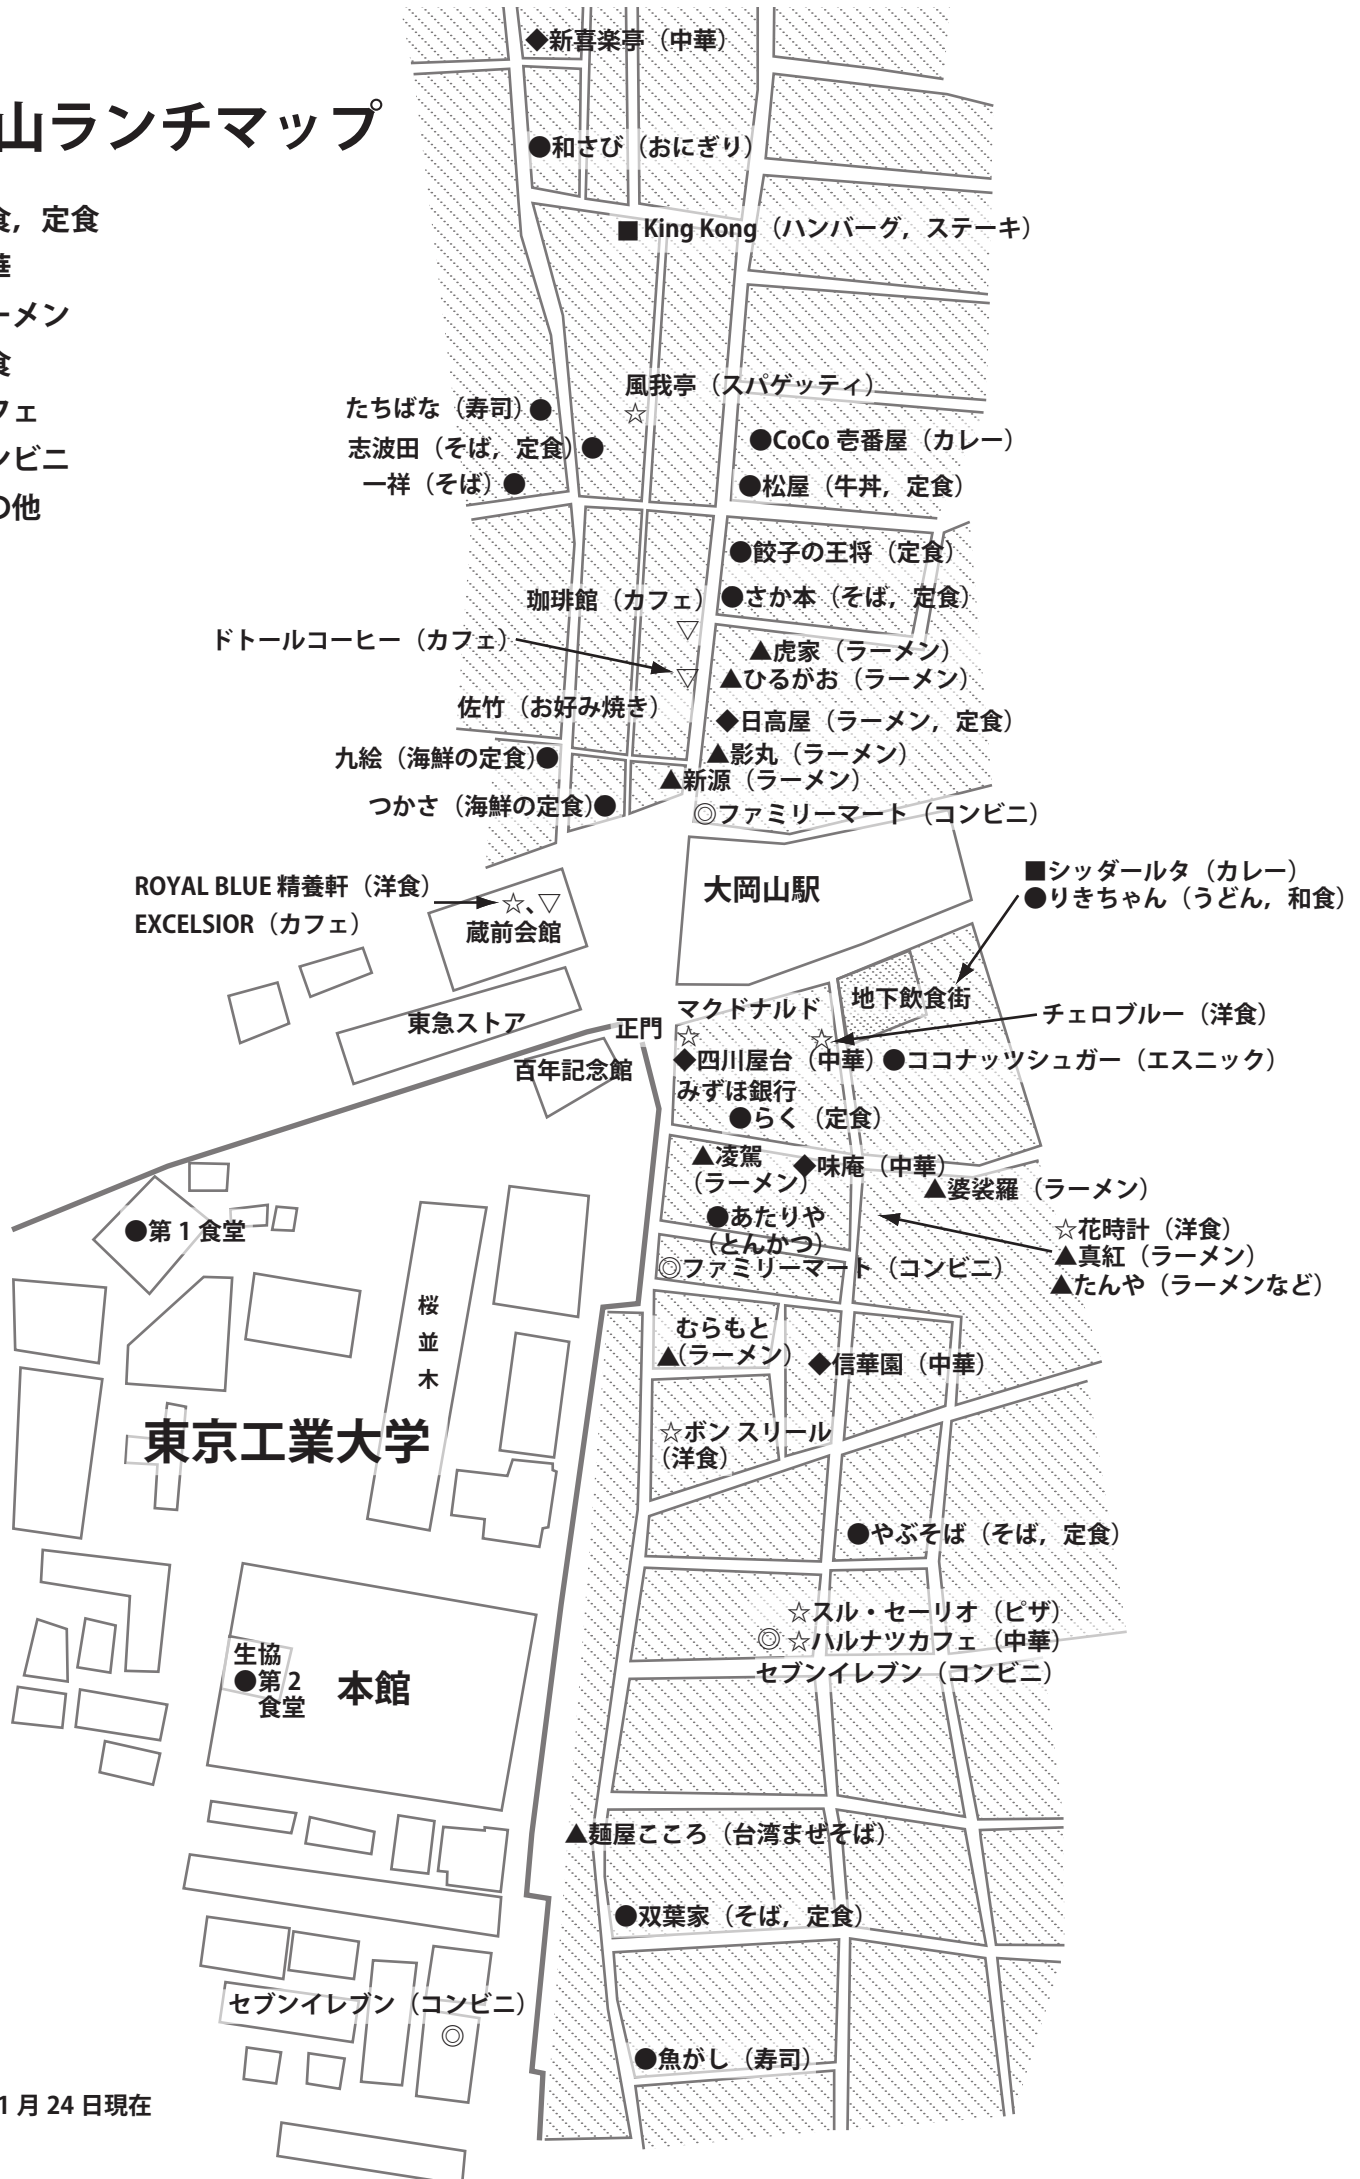 ◆新喜楽亭（中華）
山ランチマップ
●和さび（おにぎり）
食，定食
■King Kong（ハンバーグ，ステーキ）
華
ーメン
食
風我亭（スパゲッティ）
☆
フェ
たちばな（寿司）●
●CoCo 壱番屋（カレー）
志波田（そば，定食）●
ンビニ
一祥（そば）●
●松屋（牛丼，定食）
の他
●餃子の王将（定食）
珈琲館（カフェ）
▽
●さか本（そば，定食）
ドトールコーヒー（カフェ）
▽
▲虎家（ラーメン）
▲ひるがお（ラーメン）
佐竹（お好み焼き）
◆日高屋（ラーメン，定食）
九絵（海鮮の定食）●
▲影丸（ラーメン）
▲新源（ラーメン）
つかさ（海鮮の定食）●
◎ファミリーマート（コンビニ）
■シッダールタ（カレー）
●りきちゃん（うどん，和食）
大岡山駅
ROYAL BLUE 精養軒（洋食）
EXCELSIOR（カフェ）
☆、▽
蔵前会館
地下飲食街
マクドナルド
☆
☆
チェロブルー（洋食）
東急ストア
正門
百年記念館
◆四川屋台（中華）
●ココナッツシュガー（エスニック）
みずほ銀行
●らく（定食）
▲凌駕
（ラーメン）
◆味庵（中華）
▲婆裟羅（ラーメン）
●あたりや
（とんかつ）
☆花時計（洋食）
▲真紅（ラーメン）
▲たんや（ラーメンなど）
●第 1 食堂
◎ファミリーマート（コンビニ）
桜並木
むらもと
▲（ラーメン）
◆信華園（中華）
東京工業大学
☆ボン スリール
（洋食）
●やぶそば（そば，定食）
☆スル・セーリオ（ピザ）
◎ ☆ハルナツカフェ（中華）
セブンイレブン（コンビニ）
生協
●第 2
食堂
本館
▲麺屋こころ（台湾まぜそば）
●双葉家（そば，定食）
セブンイレブン（コンビニ）
◎
●魚がし（寿司）
1 月 24 日現在